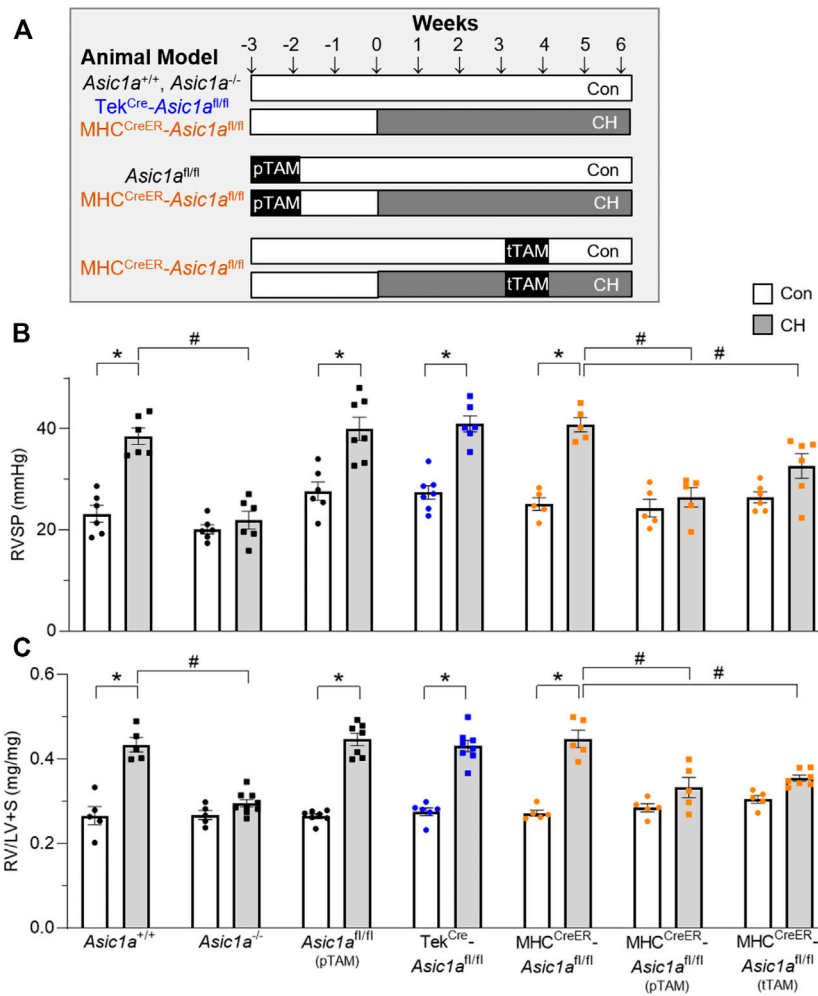 A
Weeks
-3 -2 -1 0 1 2 3 4 5 6
Animal Model
Asic1a+/+, Asic1a-/-
TekCre-Asic1afl/fl
MHCCreER-Asic1afl/fl
Con
CH
Asic1afl/fl
MHCCreER-Asic1afl/fl
pTAM Con
pTAM CH
MHCCreER-Asic1afl/fl
tTAM Con
tTAM CH
Con
CH
B
* # * * * # #
RVSP (mmHg)
40
20
0
C
* # * * * # #
RV/LV+S (mg/mg)
0.6
0.4
0.2
0.0
Asic1a+/+
Asic1a-/-
Asic1afl/fl
(pTAM)
TekCre-
Asic1afl/fl
MHCCreER-
Asic1afl/fl
MHCCreER-
Asic1afl/fl
(pTAM)
MHCCreER-
Asic1afl/fl
(tTAM)